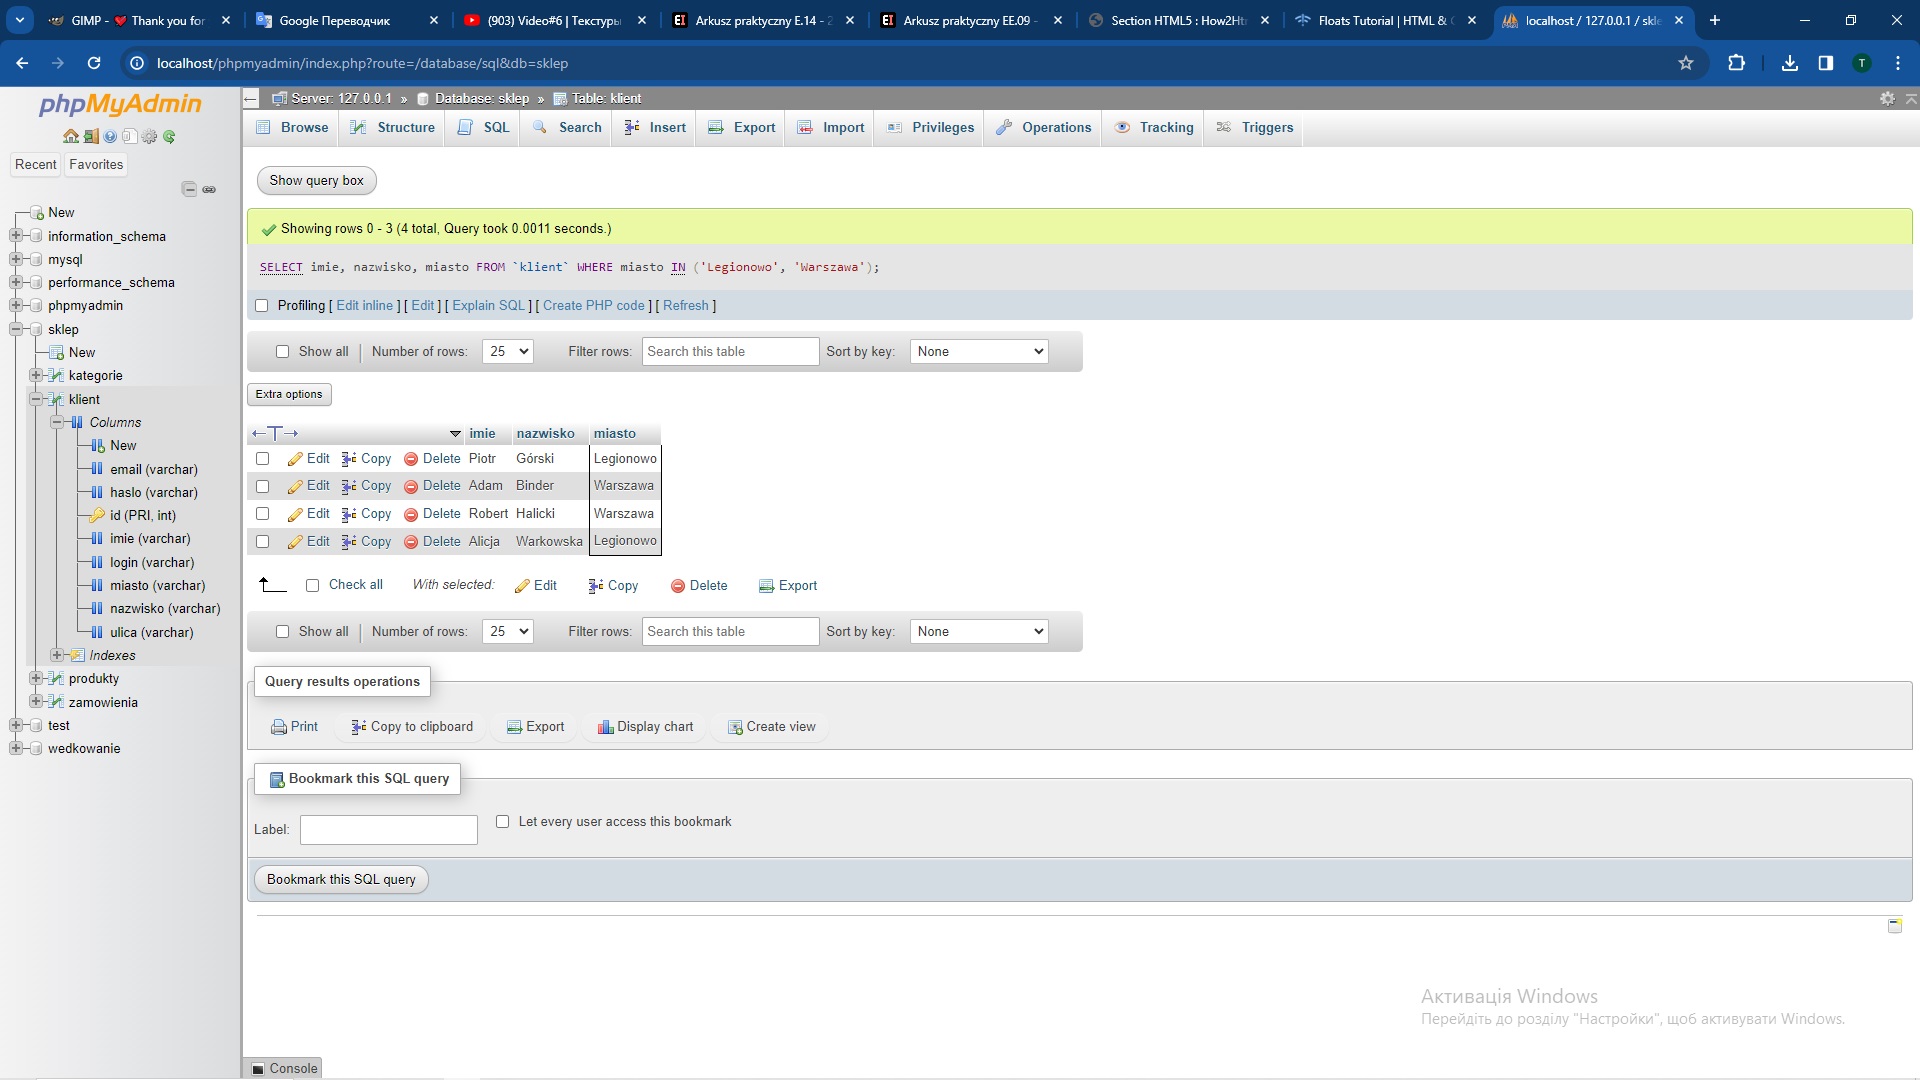 GIMP - ❤ Thank you for
Google Переводчик
(903) Video#6 | Текстуры
Arkusz praktyczny E.14 - 2
Arkusz praktyczny EE.09 -
Section HTML5 : How2Ht
Floats Tutorial | HTML & C
localhost / 127.0.0.1 / skle
localhost/phpmyadmin/index.php?route=/database/sql&db=sklep
T
phpMyAdmin
Recent Favorites
New
information_schema
mysql
performance_schema
phpmyadmin
sklep
New
kategorie
klient
Columns
New
email (varchar)
haslo (varchar)
id (PRI, int)
imie (varchar)
login (varchar)
miasto (varchar)
nazwisko (varchar)
ulica (varchar)
Indexes
produkty
zamowienia
test
wedkowanie
Server: 127.0.0.1 » Database: sklep » Table: klient
Browse Structure SQL Search Insert Export Import Privileges Operations Tracking Triggers
Show query box
Showing rows 0 - 3 (4 total, Query took 0.0011 seconds.)
SELECT imie, nazwisko, miasto FROM `klient` WHERE miasto IN ('Legionowo', 'Warszawa');
Profiling [ Edit inline ] [ Edit ] [ Explain SQL ] [ Create PHP code ] [ Refresh ]
Show all Number of rows: 25 Filter rows: Search this table Sort by key: None
Extra options
←T→ imie nazwisko miasto
Edit Copy Delete Piotr Górski Legionowo
Edit Copy Delete Adam Binder Warszawa
Edit Copy Delete Robert Halicki Warszawa
Edit Copy Delete Alicja Warkowska Legionowo
Check all With selected: Edit Copy Delete Export
Show all Number of rows: 25 Filter rows: Search this table Sort by key: None
Query results operations
Print Copy to clipboard Export Display chart Create view
Bookmark this SQL query
Label: Let every user access this bookmark
Bookmark this SQL query
Активація Windows
Перейдіть до розділу "Настройки", щоб активувати Windows.
Console